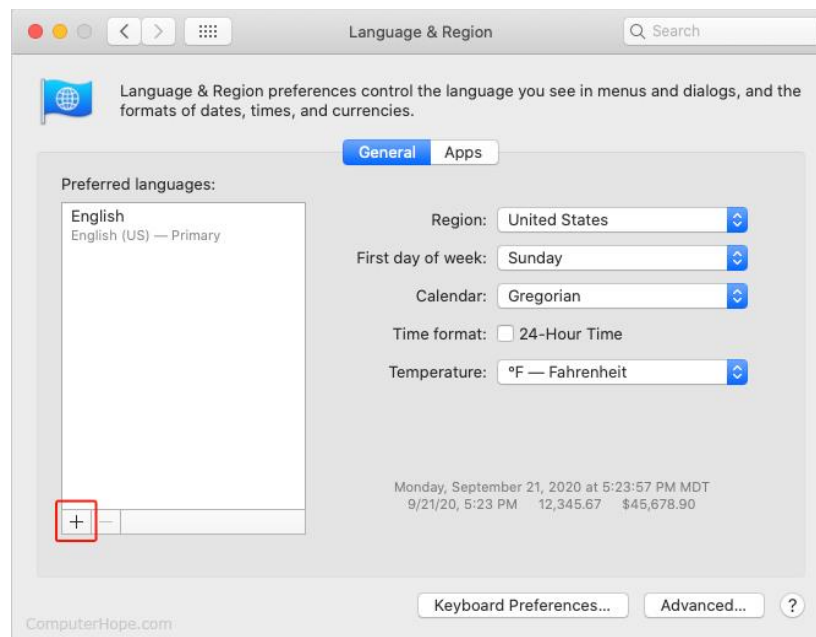 Language & Region
Search
Language & Region preferences control the language you see in menus and dialogs, and the
formats of dates, times, and currencies.
General Apps
Preferred languages:
English
English (US) — Primary
Region: United States
First day of week: Sunday
Calendar: Gregorian
Time format: 24-Hour Time
Temperature: °F — Fahrenheit
Monday, September 21, 2020 at 5:23:57 PM MDT
9/21/20, 5:23 PM 12,345.67 $45,678.90
+ −
Keyboard Preferences... Advanced... ?
ComputerHope.com